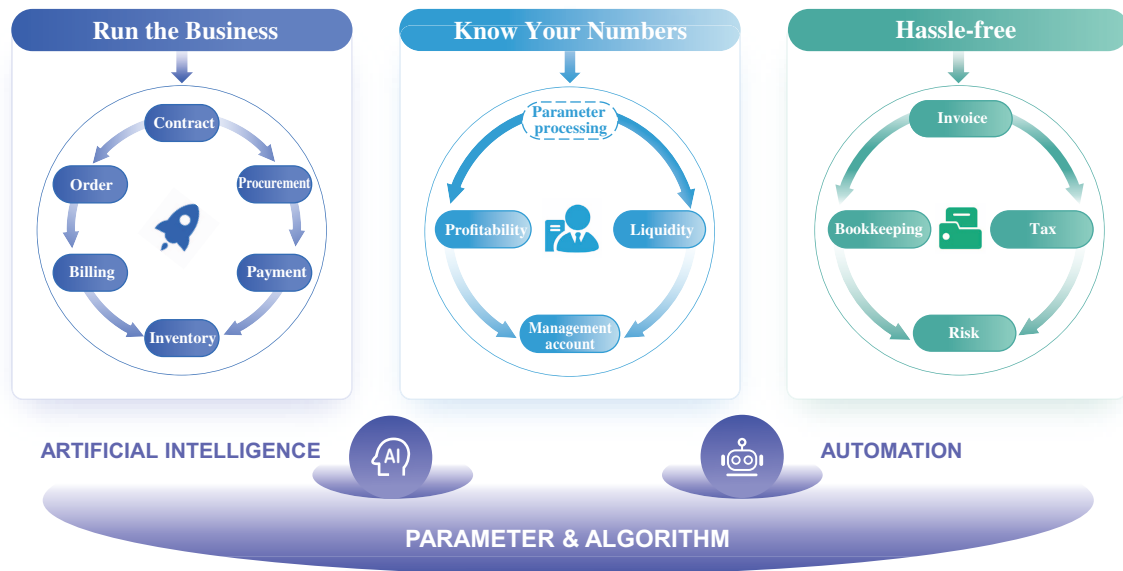 Run the Business
Contract
Order
Procurement
Billing
Payment
Inventory
Know Your Numbers
Parameter
processing
Profitability
Liquidity
Management
account
Hassle-free
Invoice
Bookkeeping
Tax
Risk
ARTIFICIAL INTELLIGENCE
AI
AUTOMATION
PARAMETER & ALGORITHM